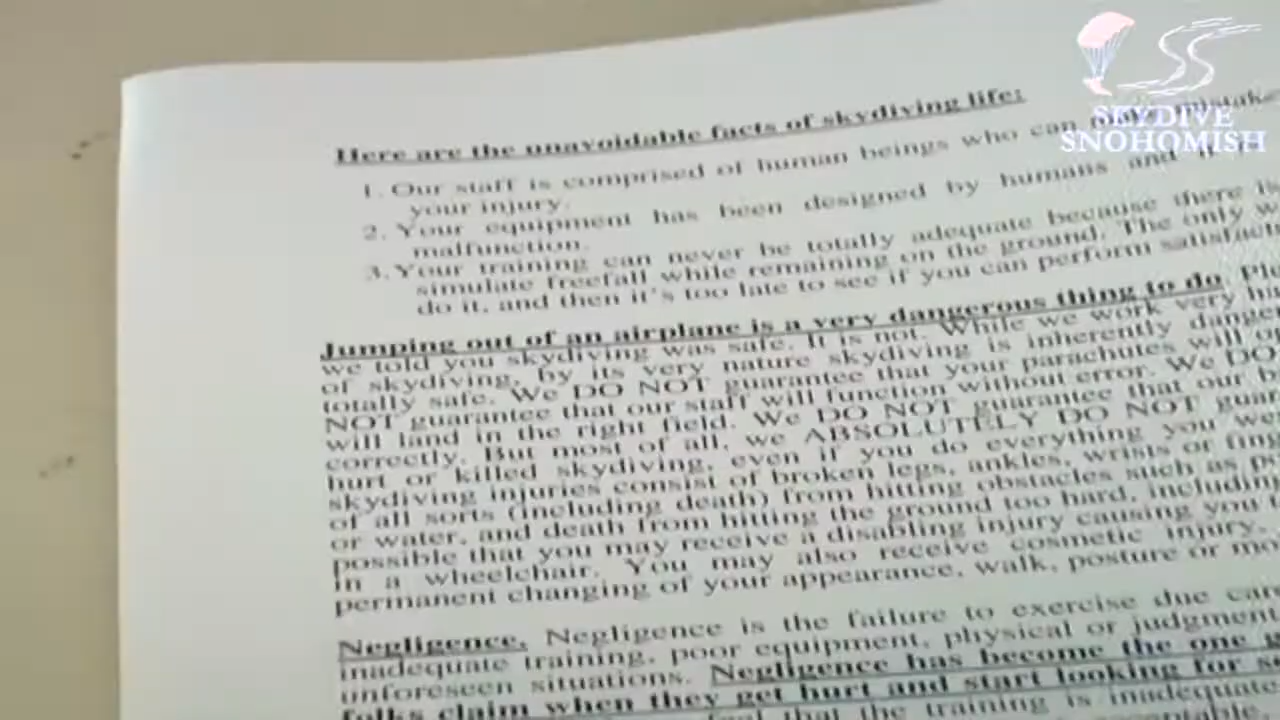 SKYDIVE
SNOHOMISH
Here are the unavoidable facts of skydiving life:
1. Our staff is comprised of human beings who can make mistake
your injury.
2. Your equipment has been designed by humans and it
malfunction.
3. Your training can never be totally adequate because there is
simulate freefall while remaining on the ground. The only w
do it, and then it's too late to see if you can perform satisfact
Jumping out of an airplane is a very dangerous thing to do. Ple
we told you skydiving was safe. It is not. While we work very ha
of skydiving, by its very nature skydiving is inherently danger
totally safe. We DO NOT guarantee that your parachutes will o
NOT guarantee that our staff will function without error. We DO
will land in the right field. We DO NOT guarantee that our b
correctly. But most of all, we ABSOLUTELY DO NOT guar
hurt or killed skydiving, even if you do everything you we
skydiving injuries consist of broken legs, ankles, wrists or fing
of all sorts (including death) from hitting obstacles such as po
or water, and death from hitting the ground too hard, including
possible that you may receive a disabling injury causing you t
in a wheelchair. You may also receive cosmetic injury,
permanent changing of your appearance, walk, posture or mo
Negligence. Negligence is the failure to exercise due care
inadequate training, poor equipment, physical or judgment
unforeseen situations. Negligence has become the one g
folks claim when they get hurt and start looking for s
feel that the training is inadequate